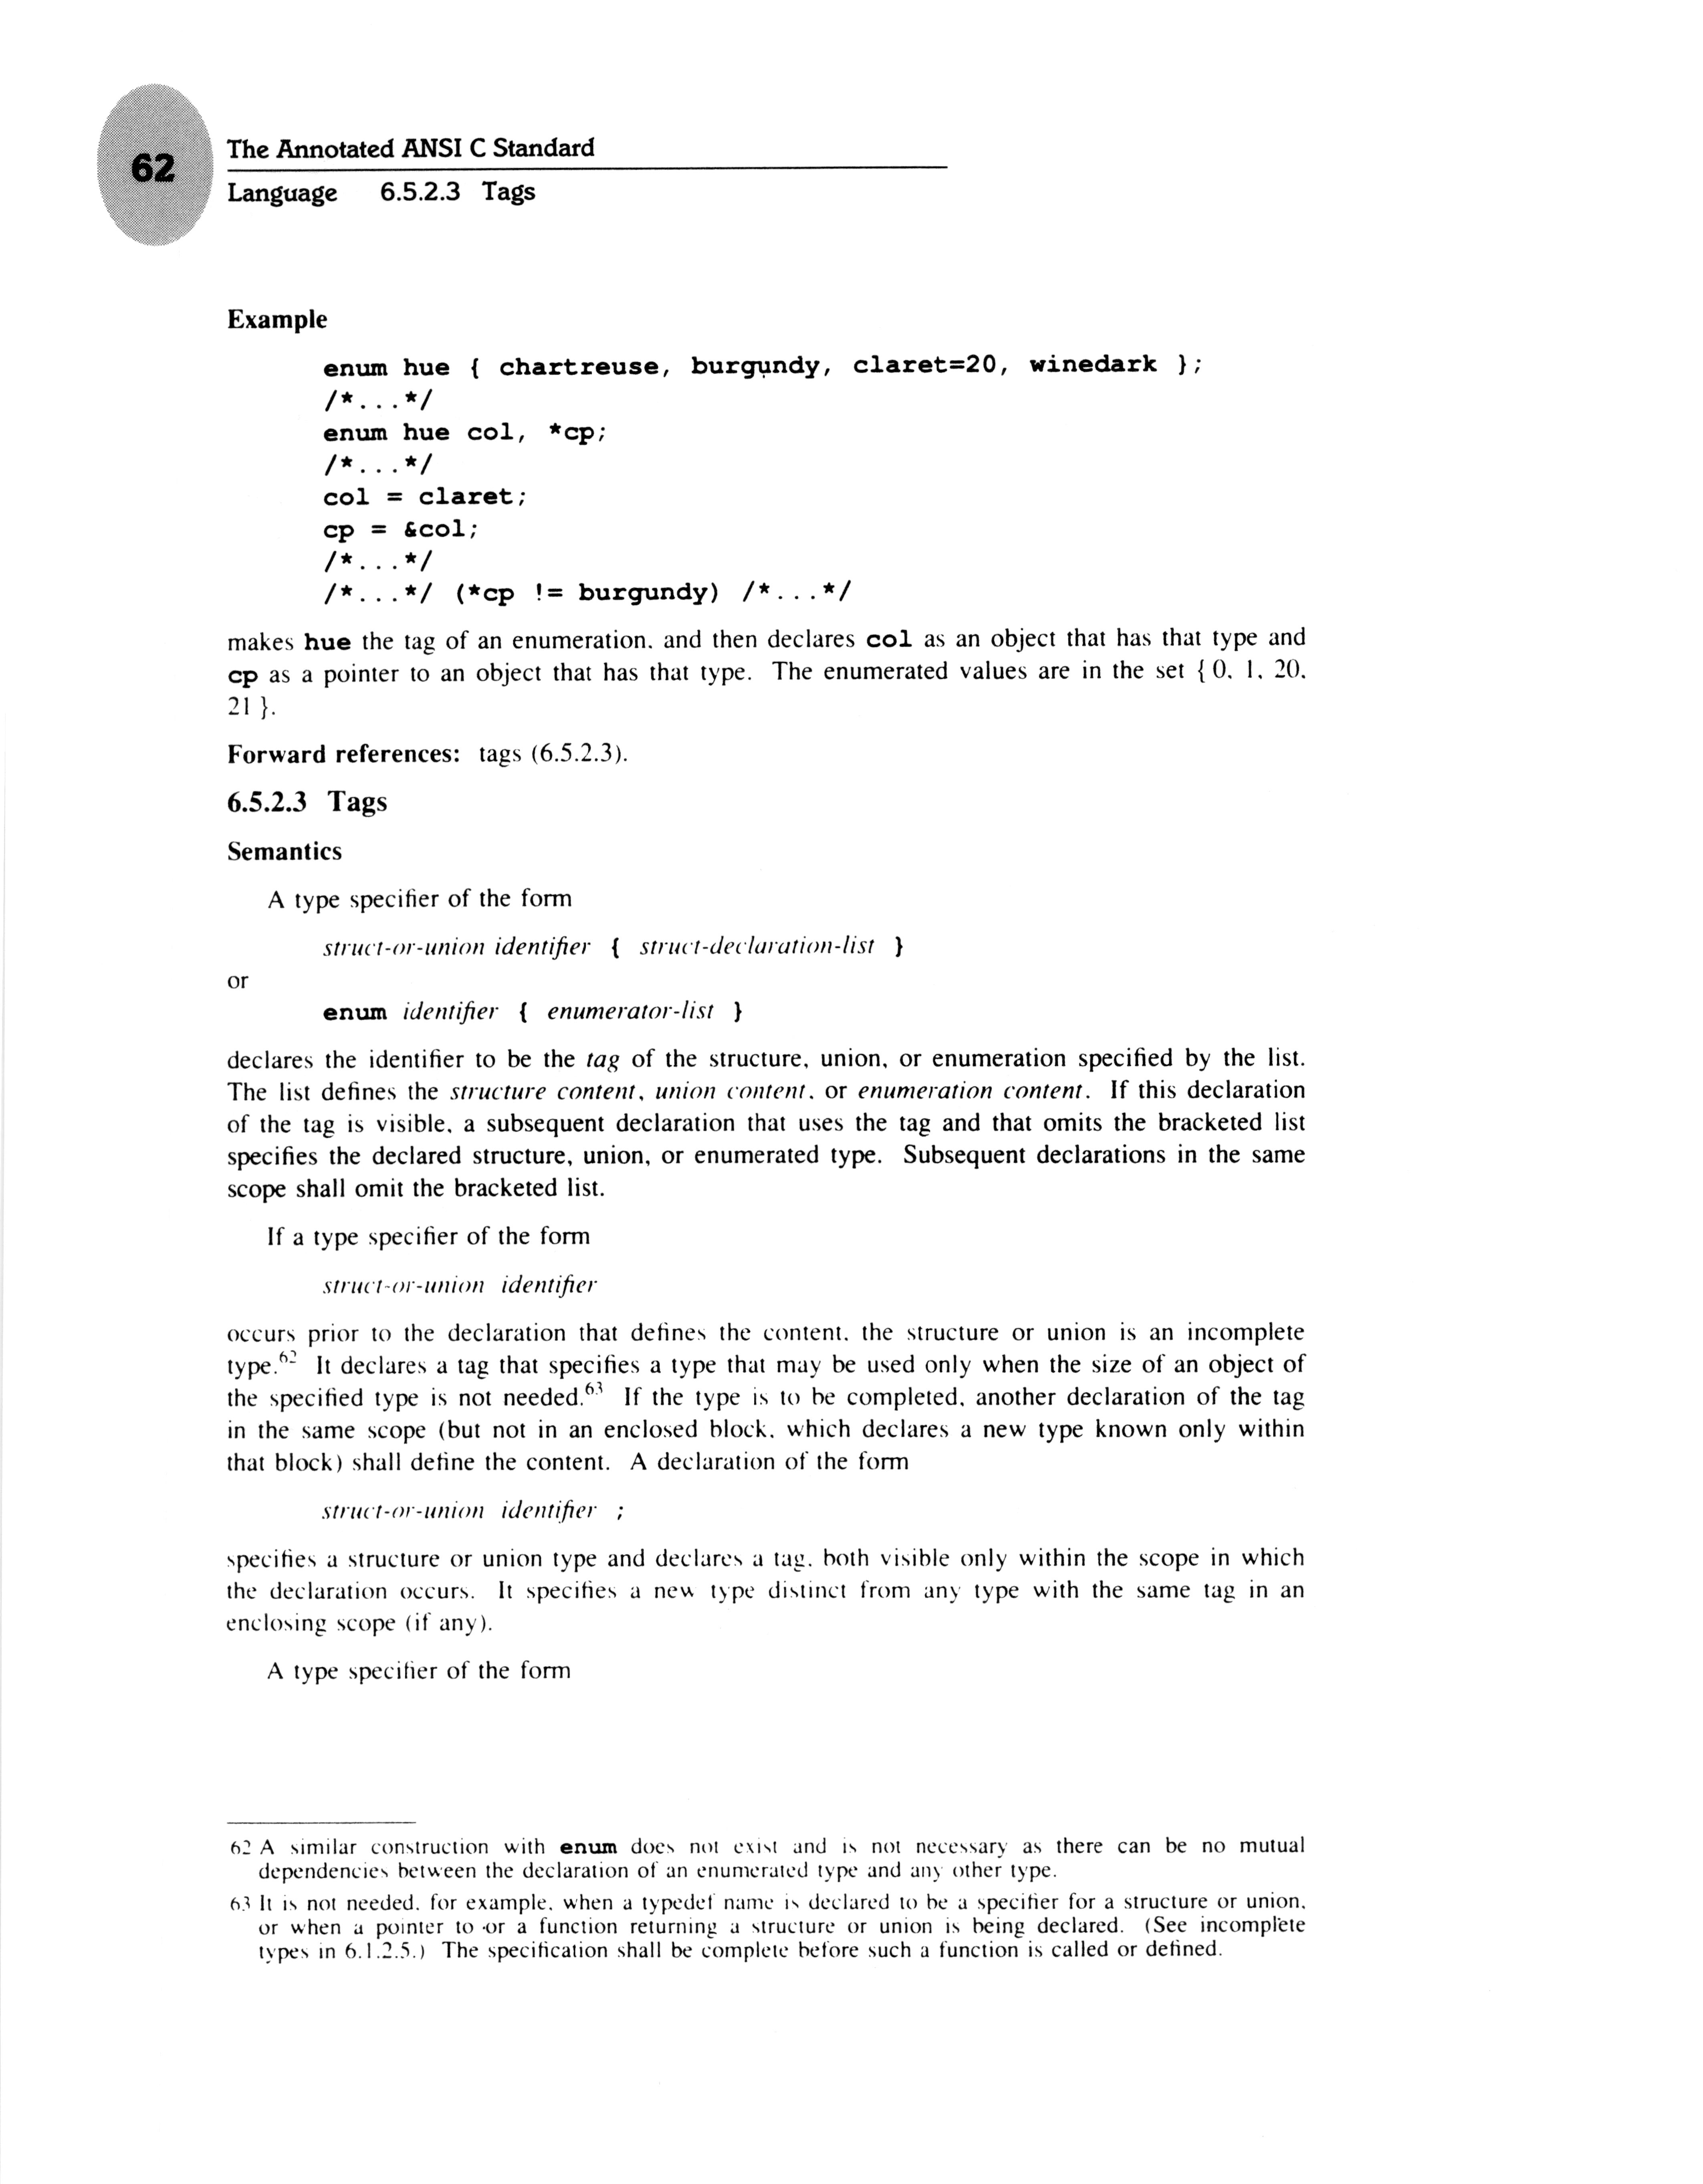 62
The Annotated ANSI C Standard
Language 6.5.2.3 Tags
Example
enum hue { chartreuse, burgundy, claret=20, winedark };
/*...*/
enum hue col, *cp;
/*...*/
col = claret;
cp = &col;
/*...*/
/*...*/ (*cp != burgundy) /*...*/
makes hue the tag of an enumeration, and then declares col as an object that has that type and
cp as a pointer to an object that has that type. The enumerated values are in the set { 0, 1, 20,
21 }.
Forward references: tags (6.5.2.3).
6.5.2.3 Tags
Semantics
A type specifier of the form
struct-or-union identifier { struct-declaration-list }
or
enum identifier { enumerator-list }
declares the identifier to be the tag of the structure, union, or enumeration specified by the list.
The list defines the structure content, union content, or enumeration content. If this declaration
of the tag is visible, a subsequent declaration that uses the tag and that omits the bracketed list
specifies the declared structure, union, or enumerated type. Subsequent declarations in the same
scope shall omit the bracketed list.
If a type specifier of the form
struct-or-union identifier
occurs prior to the declaration that defines the content, the structure or union is an incomplete
type.62 It declares a tag that specifies a type that may be used only when the size of an object of
the specified type is not needed.63 If the type is to be completed, another declaration of the tag
in the same scope (but not in an enclosed block, which declares a new type known only within
that block) shall define the content. A declaration of the form
struct-or-union identifier ;
specifies a structure or union type and declares a tag, both visible only within the scope in which
the declaration occurs. It specifies a new type distinct from any type with the same tag in an
enclosing scope (if any).
A type specifier of the form
62 A similar construction with enum does not exist and is not necessary as there can be no mutual
dependencies between the declaration of an enumerated type and any other type.
63 It is not needed, for example, when a typedef name is declared to be a specifier for a structure or union,
or when a pointer to or a function returning a structure or union is being declared. (See incomplete
types in 6.1.2.5.) The specification shall be complete before such a function is called or defined.